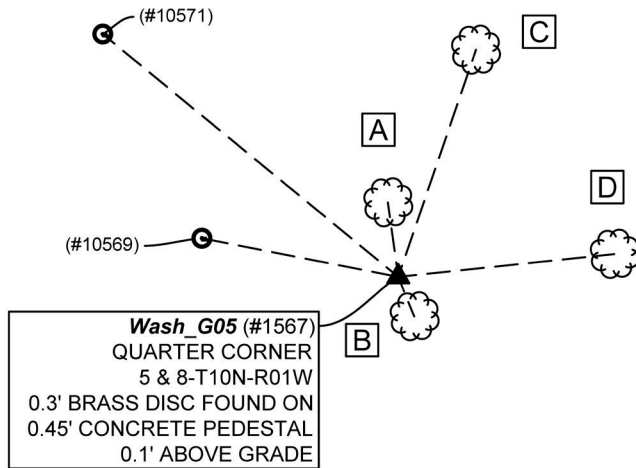 (#10571)
C
A
D
(#10569)
B
Wash_G05 (#1567)
QUARTER CORNER
5 & 8-T10N-R01W
0.3' BRASS DISC FOUND ON
0.45' CONCRETE PEDESTAL
0.1' ABOVE GRADE